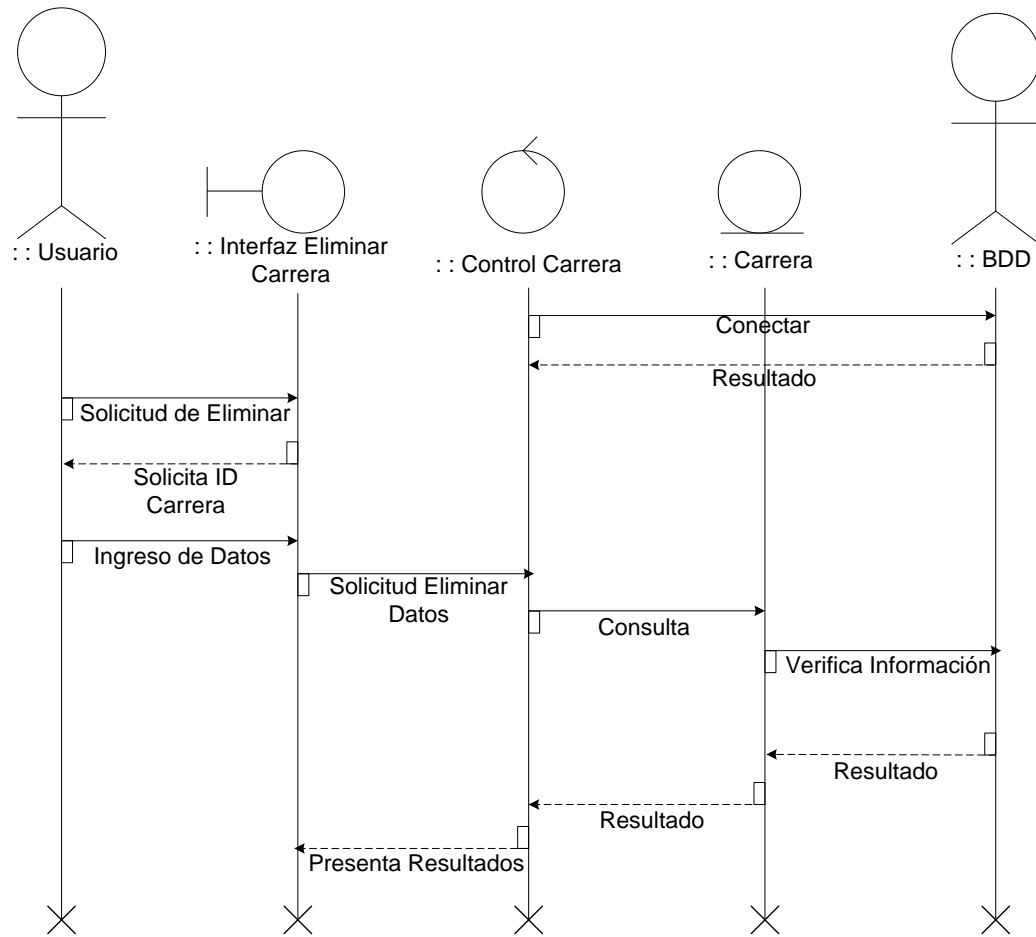 : : Usuario
: : Interfaz Eliminar
Carrera
: : Control Carrera
: : Carrera
: : BDD
Conectar
Resultado
Solicitud de Eliminar
Solicita ID
Carrera
Ingreso de Datos
Solicitud Eliminar
Datos
Consulta
Verifica Información
Resultado
Resultado
Presenta Resultados